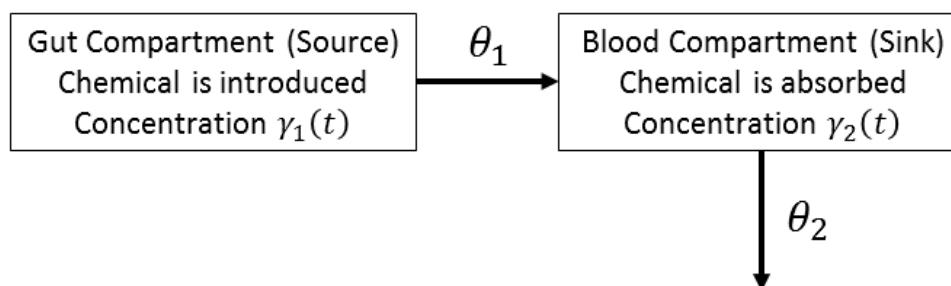 Gut Compartment (Source)
Chemical is introduced
Concentration γ₁(t)
θ₁
Blood Compartment (Sink)
Chemical is absorbed
Concentration γ₂(t)
θ₂